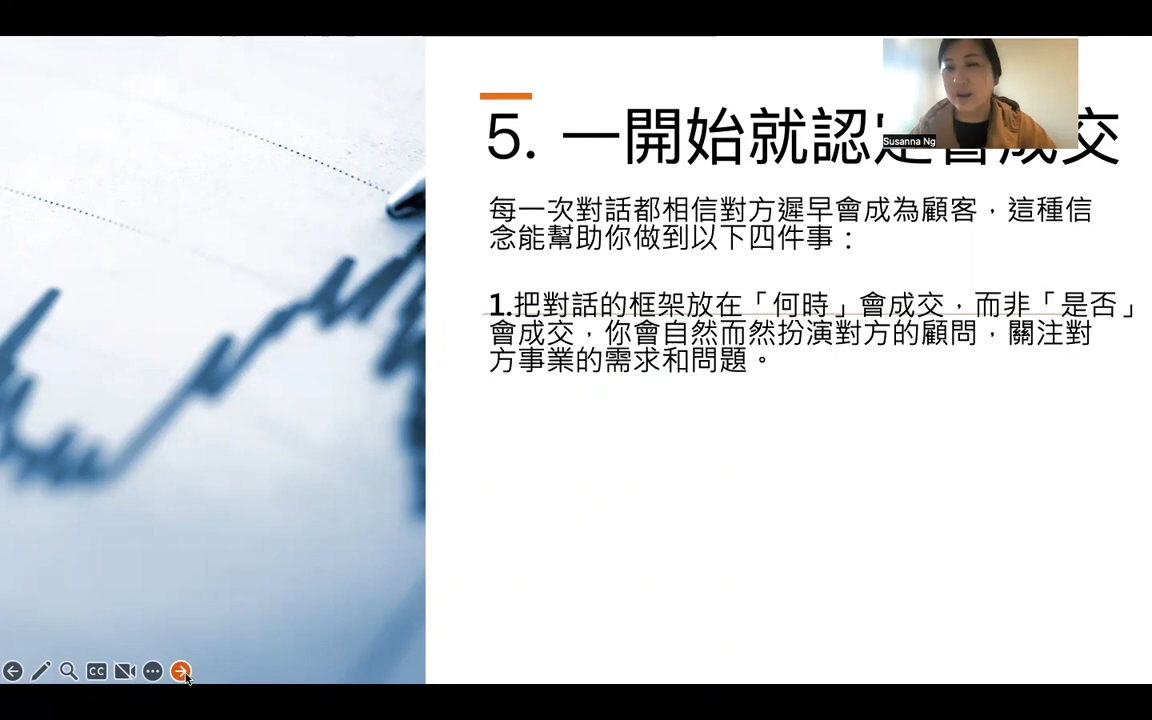 5. 一開始就認定會成交
Susanna Ng
每一次對話都相信對方遲早會成為顧客，這種信
念能幫助你做到以下四件事：
1.把對話的框架放在「何時」會成交，而非「是否」
會成交，你會自然而然扮演對方的顧問，關注對
方事業的需求和問題。
CC